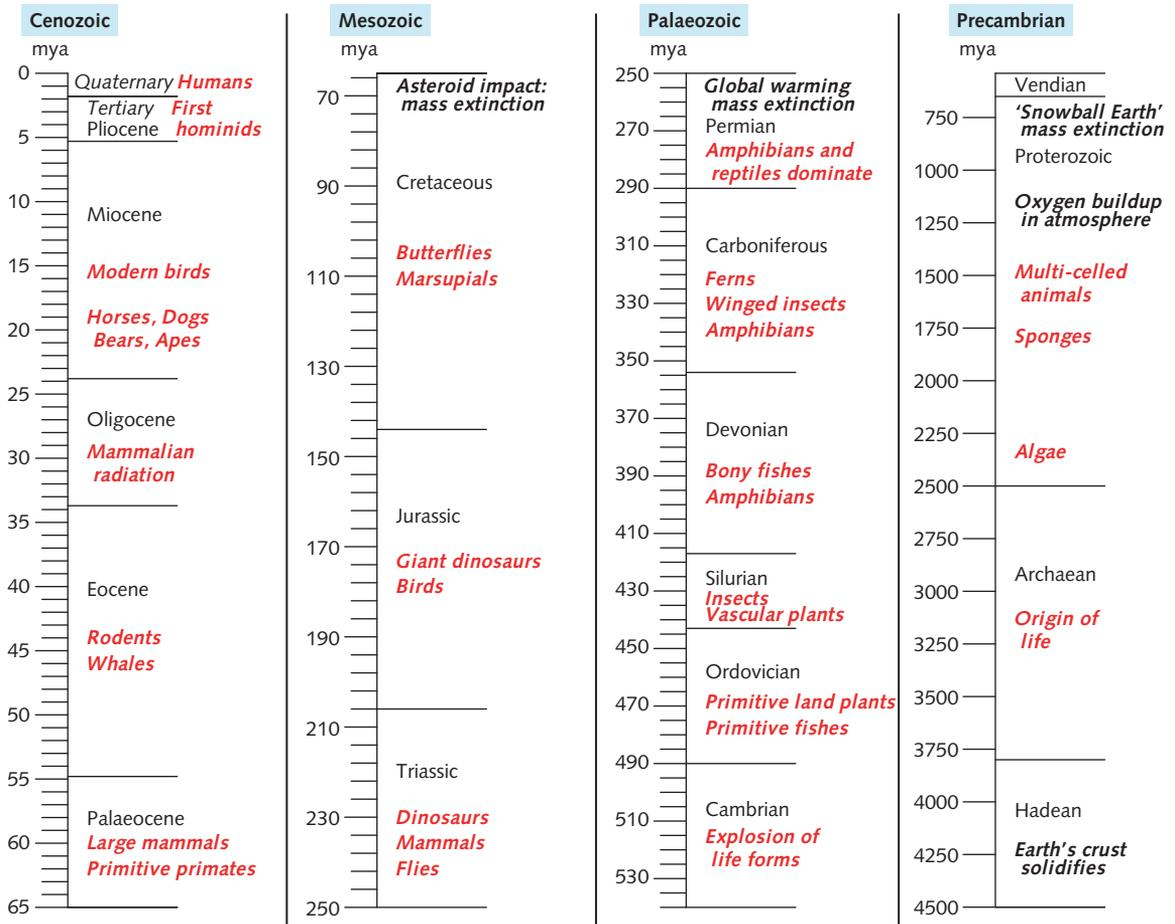 Cenozoic
mya
0
5
10
15
20
25
30
35
40
45
50
55
60
65
Quaternary Humans
Tertiary First
Pliocene hominids
Miocene
Modern birds
Horses, Dogs
Bears, Apes
Oligocene
Mammalian
radiation
Eocene
Rodents
Whales
Palaeocene
Large mammals
Primitive primates
Mesozoic
mya
70
90
110
130
150
170
190
210
230
250
Asteroid impact:
mass extinction
Cretaceous
Butterflies
Marsupials
Jurassic
Giant dinosaurs
Birds
Triassic
Dinosaurs
Mammals
Flies
Palaeozoic
mya
250
270
290
310
330
350
370
390
410
430
450
470
490
510
530
Global warming
mass extinction
Permian
Amphibians and
reptiles dominate
Carboniferous
Ferns
Winged insects
Amphibians
Devonian
Bony fishes
Amphibians
Silurian
Insects
Vascular plants
Ordovician
Primitive land plants
Primitive fishes
Cambrian
Explosion of
life forms
Precambrian
mya
750
1000
1250
1500
1750
2000
2250
2500
2750
3000
3250
3500
3750
4000
4250
4500
Vendian
‘Snowball Earth’
mass extinction
Proterozoic
Oxygen buildup
in atmosphere
Multi-celled
animals
Sponges
Algae
Archaean
Origin of
life
Hadean
Earth’s crust
solidifies